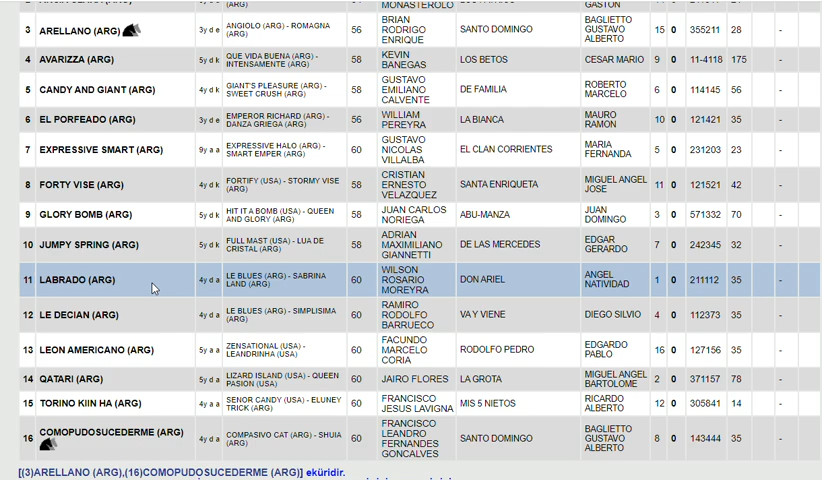 (ARG)
MONASTEROLO
GASTON
3 ARELLANO (ARG) 3y d e ANGIOLO (ARG) - ROMAGNA (ARG) 56 BRIAN RODRIGO ENRIQUE SANTO DOMINGO BAGLIETTO GUSTAVO ALBERTO 15 0 355211 28 -
4 AVARIZZA (ARG) 5y d k QUE VIDA BUENA (ARG) - INTENSAMENTE (ARG) 58 KEVIN BANEGAS LOS BETOS CESAR MARIO 9 0 11-4118 175 -
5 CANDY AND GIANT (ARG) 4y d k GIANT'S PLEASURE (ARG) - SWEET CRUSH (ARG) 58 GUSTAVO EMILIANO CALVENTE DE FAMILIA ROBERTO MARCELO 6 0 114145 56 -
6 EL PORFEADO (ARG) 3y d e EMPEROR RICHARD (ARG) - DANZA GRIEGA (ARG) 56 WILLIAM PEREYRA LA BIANCA MAURO RAMON 10 0 121421 35 -
7 EXPRESSIVE SMART (ARG) 9y a a EXPRESSIVE HALO (ARG) - SMART EMPER (ARG) 60 GUSTAVO NICOLAS VILLALBA EL CLAN CORRIENTES MARIA FERNANDA 5 0 231203 23 -
8 FORTY VISE (ARG) 4y d k FORTIFY (USA) - STORMY VISE (ARG) 58 CRISTIAN ERNESTO VELAZQUEZ SANTA ENRIQUETA MIGUEL ANGEL JOSE 11 0 121521 42 -
9 GLORY BOMB (ARG) 5y d k HIT IT A BOMB (USA) - QUEEN AND GLORY (ARG) 58 JUAN CARLOS NORIEGA ABU-MANZA JUAN DOMINGO 3 0 571332 70 -
10 JUMPY SPRING (ARG) 5y d k FULL MAST (USA) - LUA DE CRISTAL (ARG) 58 ADRIAN MAXIMILIANO GIANNETTI DE LAS MERCEDES EDGAR GERARDO 7 0 242345 32 -
11 LABRADO (ARG) 4y d a LE BLUES (ARG) - SABRINA LAND (ARG) 60 WILSON ROSARIO MOREYRA DON ARIEL ANGEL NATIVIDAD 1 0 211112 35 -
12 LE DECIAN (ARG) 4y d a LE BLUES (ARG) - SIMPLISIMA (ARG) 60 RAMIRO RODOLFO BARRUECO VA Y VIENE DIEGO SILVIO 4 0 112373 35 -
13 LEON AMERICANO (ARG) 5y a a ZENSATIONAL (USA) - LEANDRINHA (USA) 60 FACUNDO MARCELO CORIA RODOLFO PEDRO EDGARDO PABLO 16 0 127156 35 -
14 QATARI (ARG) 5y d a LIZARD ISLAND (USA) - QUEEN PASION (USA) 60 JAIRO FLORES LA GROTA MIGUEL ANGEL BARTOLOME 2 0 371157 78 -
15 TORINO KIIN HA (ARG) 4y a a SENOR CANDY (USA) - ELUNEY TRICK (ARG) 60 FRANCISCO JESUS LAVIGNA MIS 5 NIETOS RICARDO ALBERTO 12 0 305841 14 -
16 COMOPUDOSUCEDERME (ARG) 4y d a COMPASIVO CAT (ARG) - SHUIA (ARG) 60 FRANCISCO LEANDRO FERNANDES GONCALVES SANTO DOMINGO BAGLIETTO GUSTAVO ALBERTO 8 0 143444 35 -
[(3)ARELLANO (ARG),(16)COMOPUDOSUCEDERME (ARG)] eküridir.